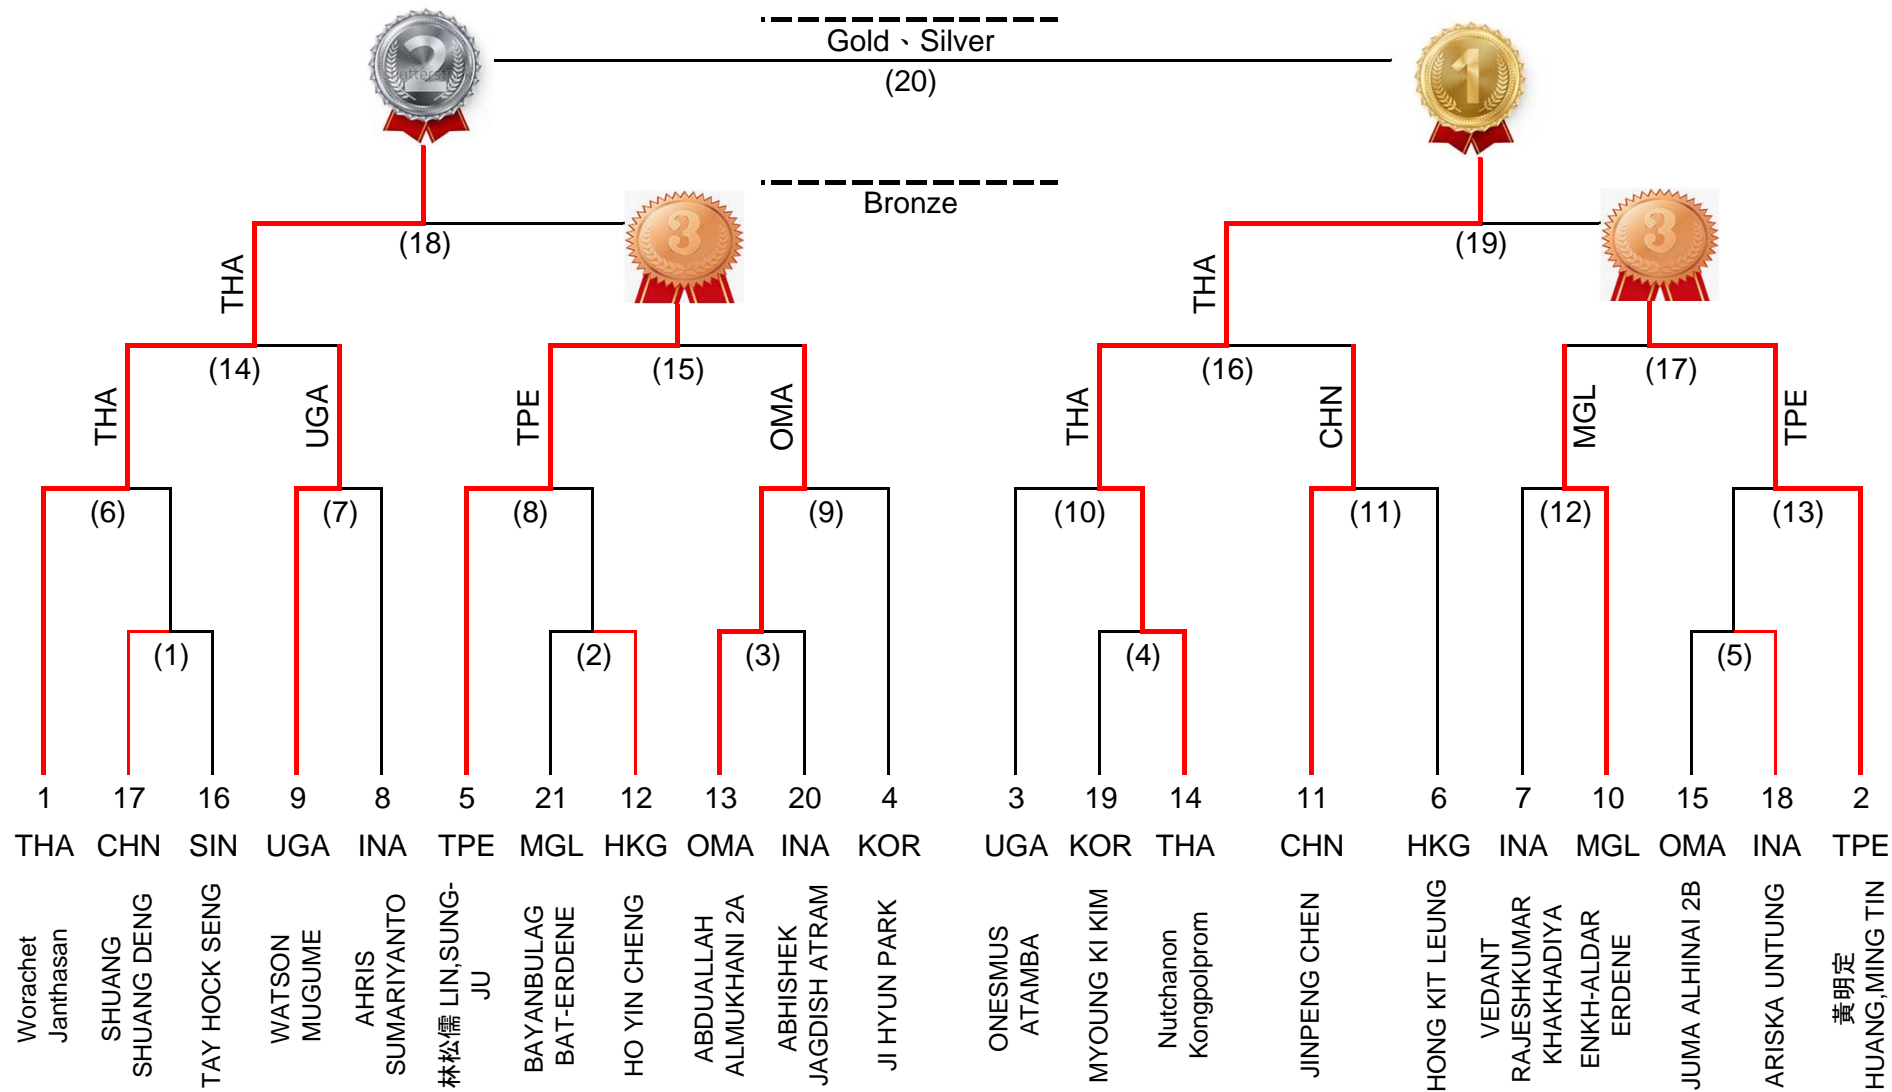 Gold、Silver
(20)
2
utterst
1
Bronze
3
3
(18)
(19)
THA
THA
(14)
(15)
(16)
(17)
THA
UGA
TPE
OMA
THA
CHN
MGL
TPE
(6)
(7)
(8)
(9)
(10)
(11)
(12)
(13)
(1)
(2)
(3)
(4)
(5)
1 17 16 9 8 5 21 12 13 20 4 3 19 14 11 6 7 10 15 18 2
THA CHN SIN UGA INA TPE MGL HKG OMA INA KOR UGA KOR THA CHN HKG INA MGL OMA INA TPE
Worachet
Janthasan
SHUANG
SHUANG DENG
TAY HOCK SENG
WATSON
MUGUME
AHRIS
SUMARIYANTO
林松儒 LIN,SUNG-
JU
BAYANBULAG
BAT-ERDENE
HO YIN CHENG
ABDUALLAH
ALMUKHANI 2A
ABHISHEK
JAGDISH ATRAM
JI HYUN PARK
ONESMUS
ATAMBA
MYOUNG KI KIM
Nutchanon
Kongpolprom
JINPENG CHEN
HONG KIT LEUNG
VEDANT
RAJESHKUMAR
KHAKHADIYA
ENKH-ALDAR
ERDENE
JUMA ALHINAI 2B
ARISKA UNTUNG
黃明定
HUANG,MING TIN